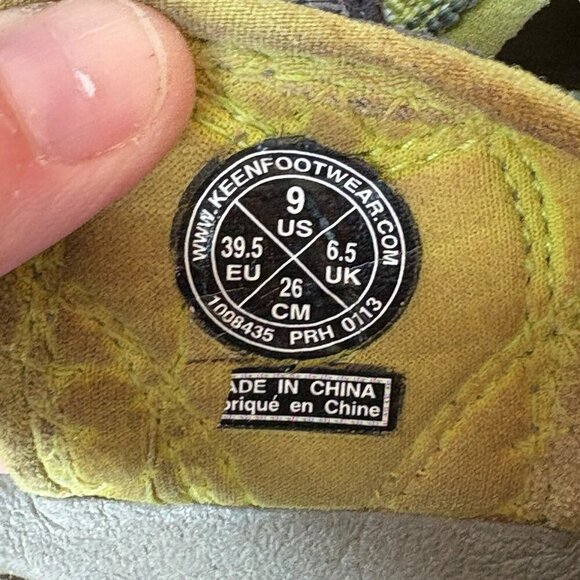 WWW.KEENFOOTWEAR.COM
9
US
39.5
EU
6.5
UK
26
CM
1008435 PRH 0113
ADE IN CHINA
briqué en Chine